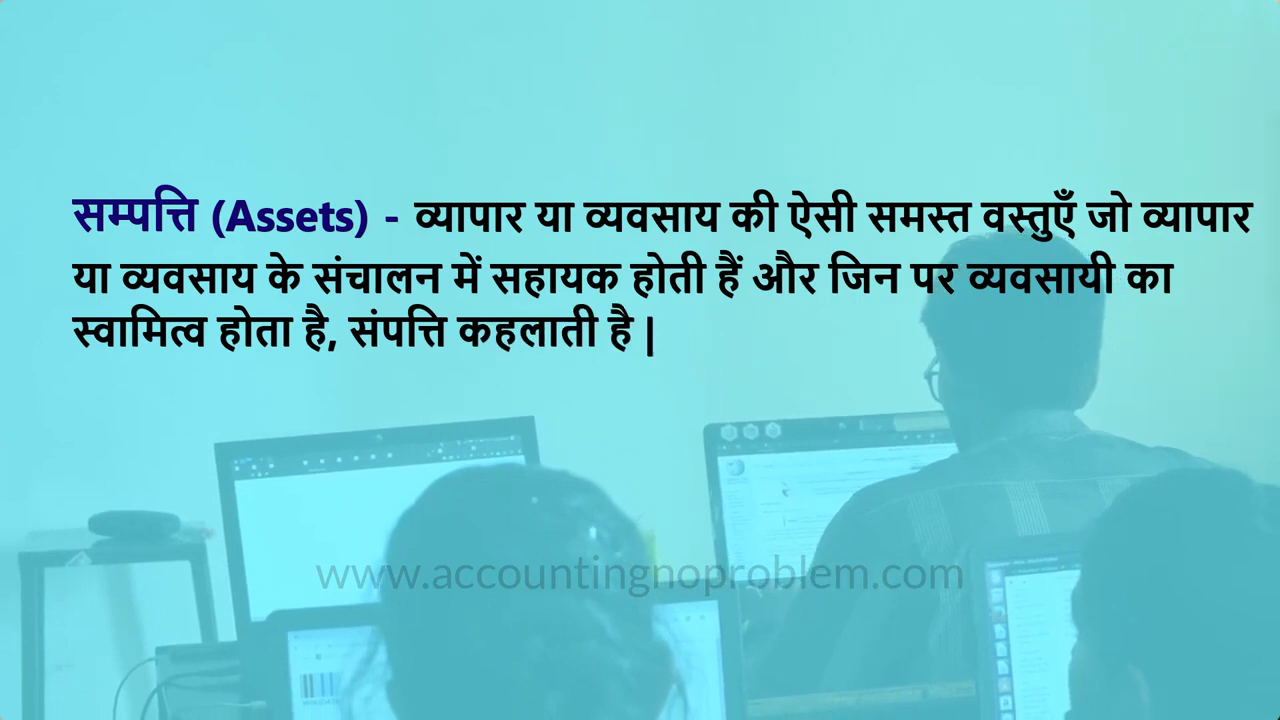 सम्पत्ति (Assets) - व्यापार या व्यवसाय की ऐसी समस्त वस्तुएँ जो व्यापार
या व्यवसाय के संचालन में सहायक होती हैं और जिन पर व्यवसायी का
स्वामित्व होता है, संपत्ति कहलाती है |
www.accountingnoproblem.com